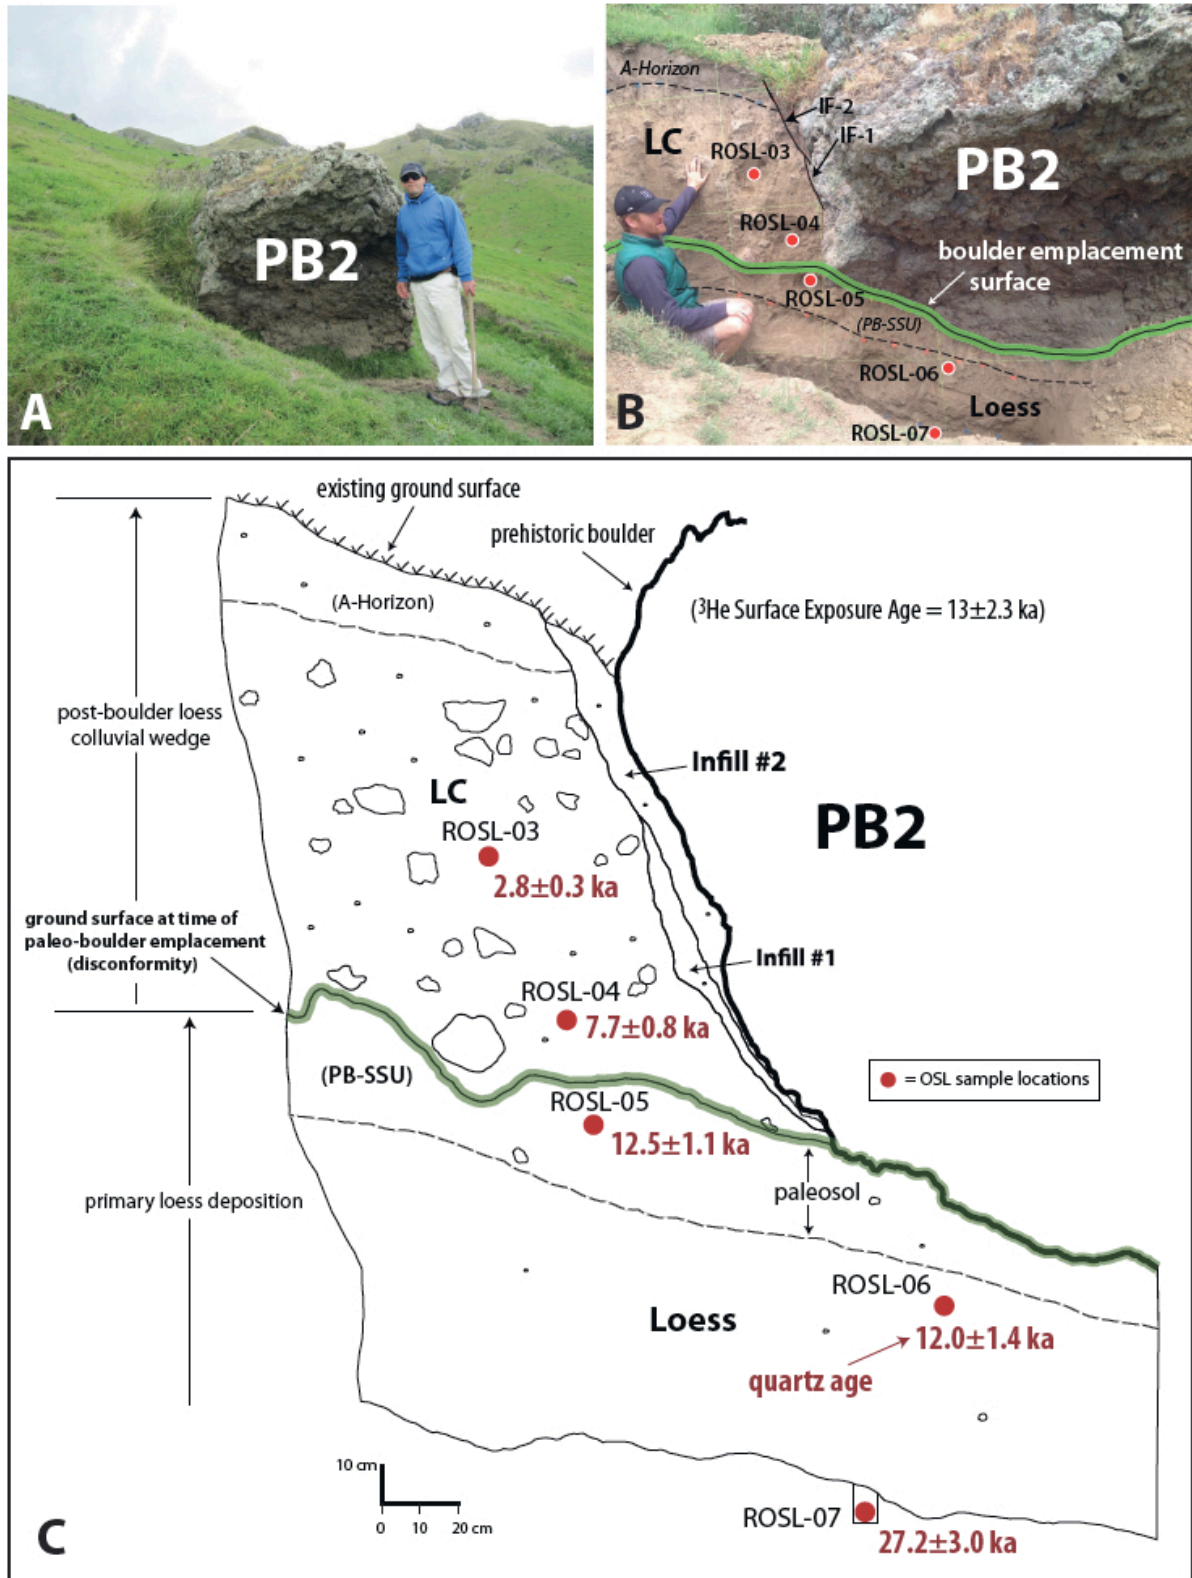 PB2
A
A-Horizon
IF-2
IF-1
LC
ROSL-03
PB2
ROSL-04
boulder emplacement
surface
ROSL-05
(PB-SSU)
ROSL-06
Loess
B
ROSL-07
existing ground surface
prehistoric boulder
(A-Horizon)
(³He Surface Exposure Age = 13±2.3 ka)
post-boulder loess
colluvial wedge
Infill #2
LC
PB2
ROSL-03
2.8±0.3 ka
ground surface at time of
paleo-boulder emplacement
(disconformity)
Infill #1
ROSL-04
7.7±0.8 ka
(PB-SSU)
= OSL sample locations
ROSL-05
12.5±1.1 ka
paleosol
primary loess deposition
ROSL-06
Loess
12.0±1.4 ka
quartz age
10 cm
0 10 20 cm
ROSL-07
27.2±3.0 ka
C